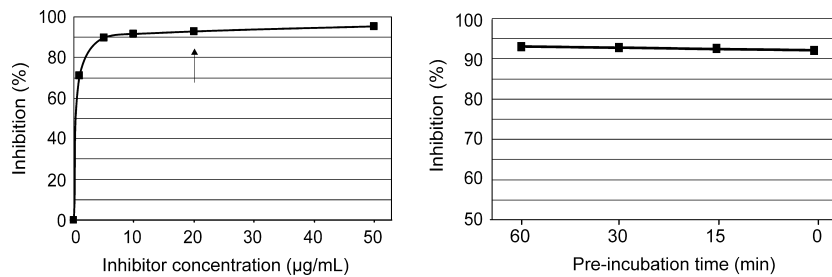 Inhibition (%)
100
80
60
40
20
0
0 10 20 30 40 50
Inhibitor concentration (µg/mL)
Inhibition (%)
100
90
80
70
60
50
60 30 15 0
Pre-incubation time (min)